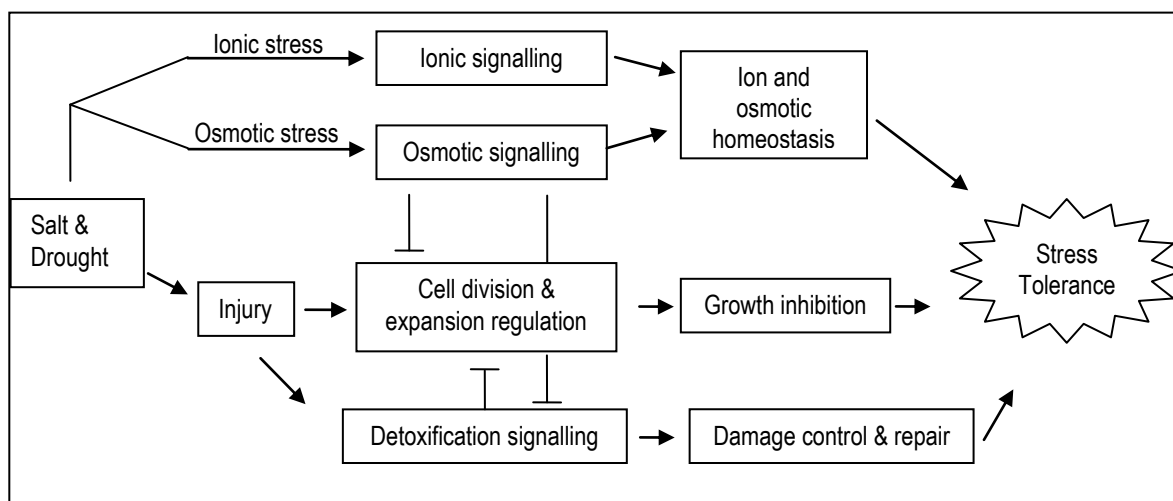 Ionic stress
Ionic signalling
Ion and
osmotic
homeostasis
Osmotic stress
Osmotic signalling
Salt &
Drought
Stress
Tolerance
Injury
Cell division &
expansion regulation
Growth inhibition
Detoxification signalling
Damage control & repair